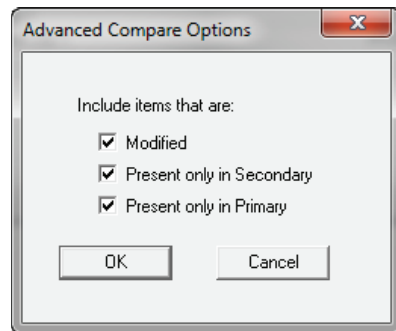 Advanced Compare Options
Include items that are:
Modified
Present only in Secondary
Present only in Primary
OK Cancel